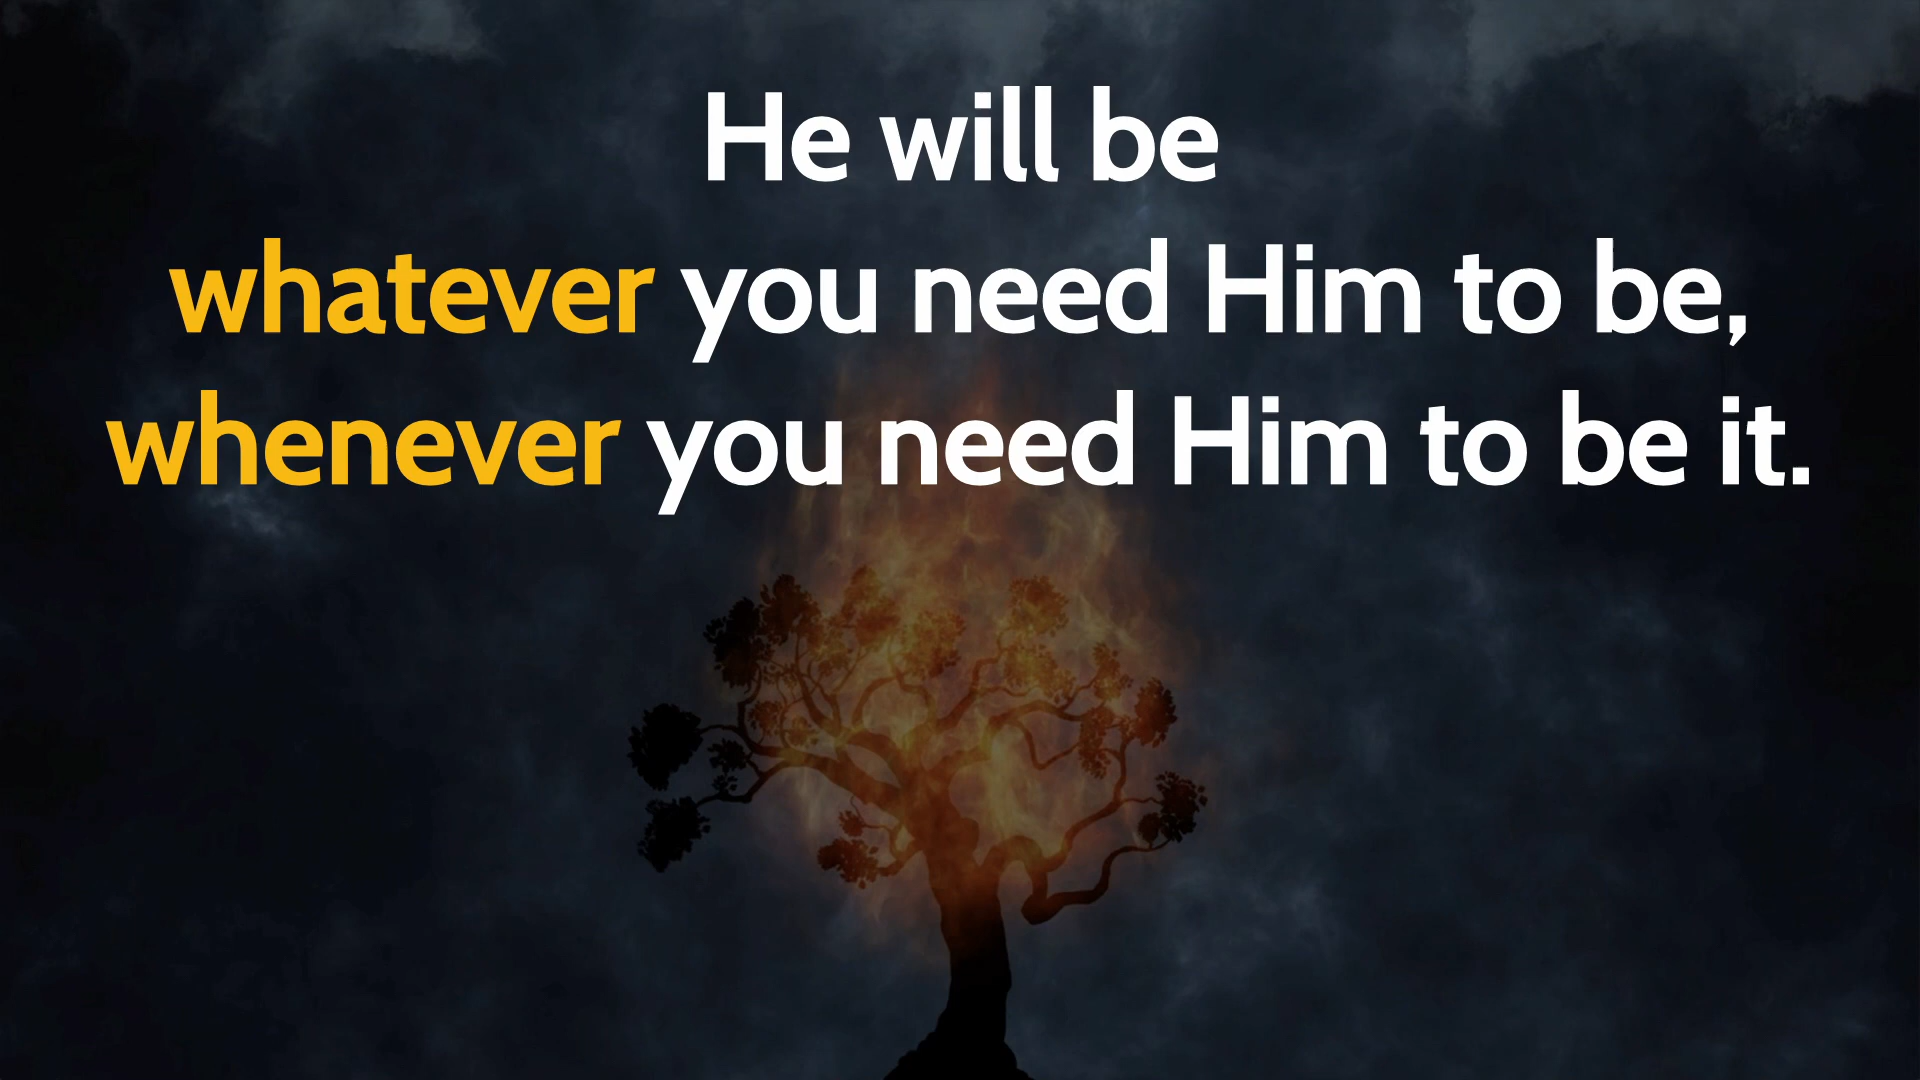 He will be
whatever you need Him to be,
whenever you need Him to be it.